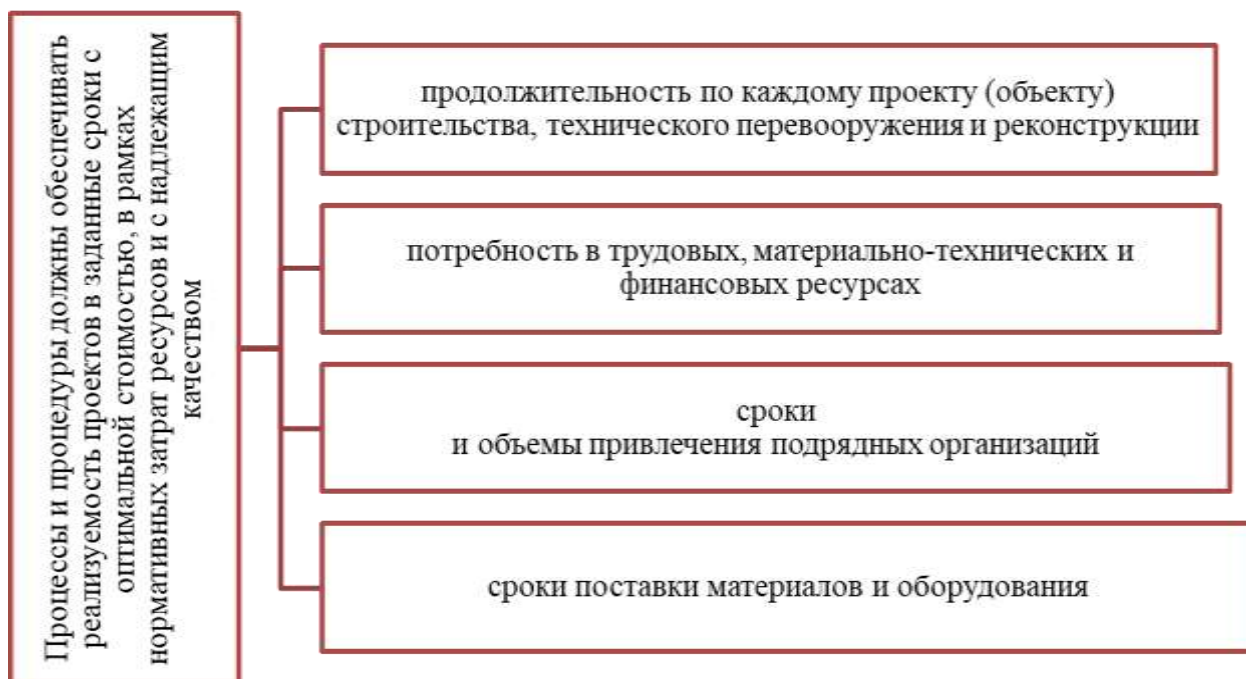 Процессы и процедуры должны обеспечивать
реализуемость проектов в заданные сроки с
оптимальной стоимостью, в рамках
нормативных затрат ресурсов и с надлежащим
качеством
продолжительность по каждому проекту (объекту)
строительства, технического перевооружения и реконструкции
потребность в трудовых, материально-технических и
финансовых ресурсах
сроки
и объемы привлечения подрядных организаций
сроки поставки материалов и оборудования